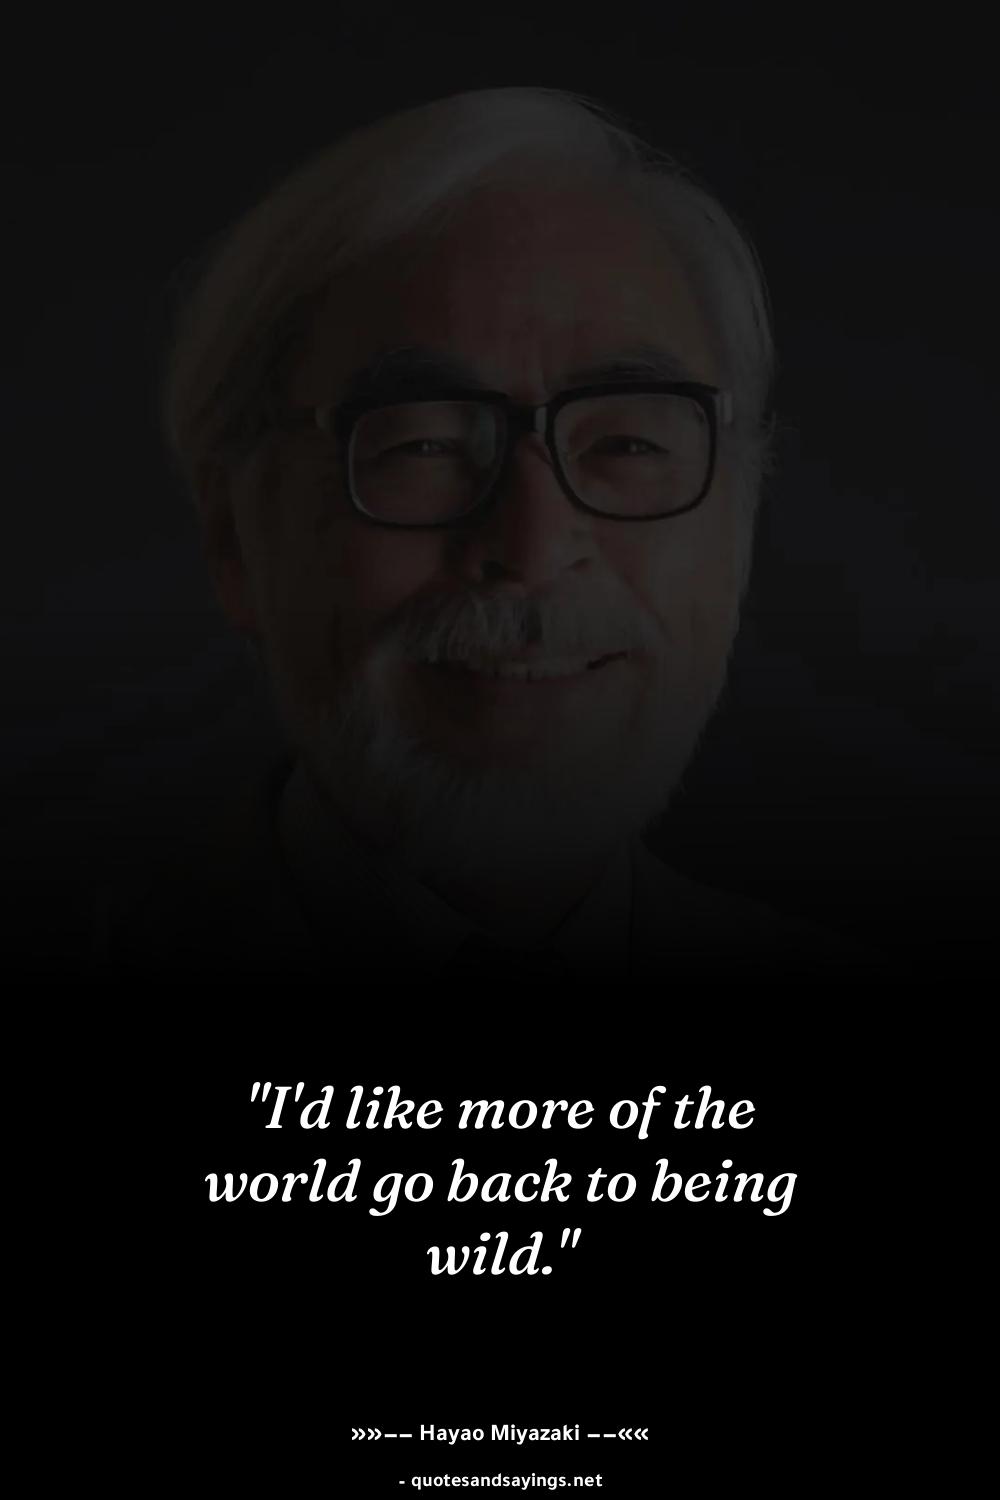 "I'd like more of the
world go back to being
wild."
»»−− Hayao Miyazaki −−««
- quotesandsayings.net